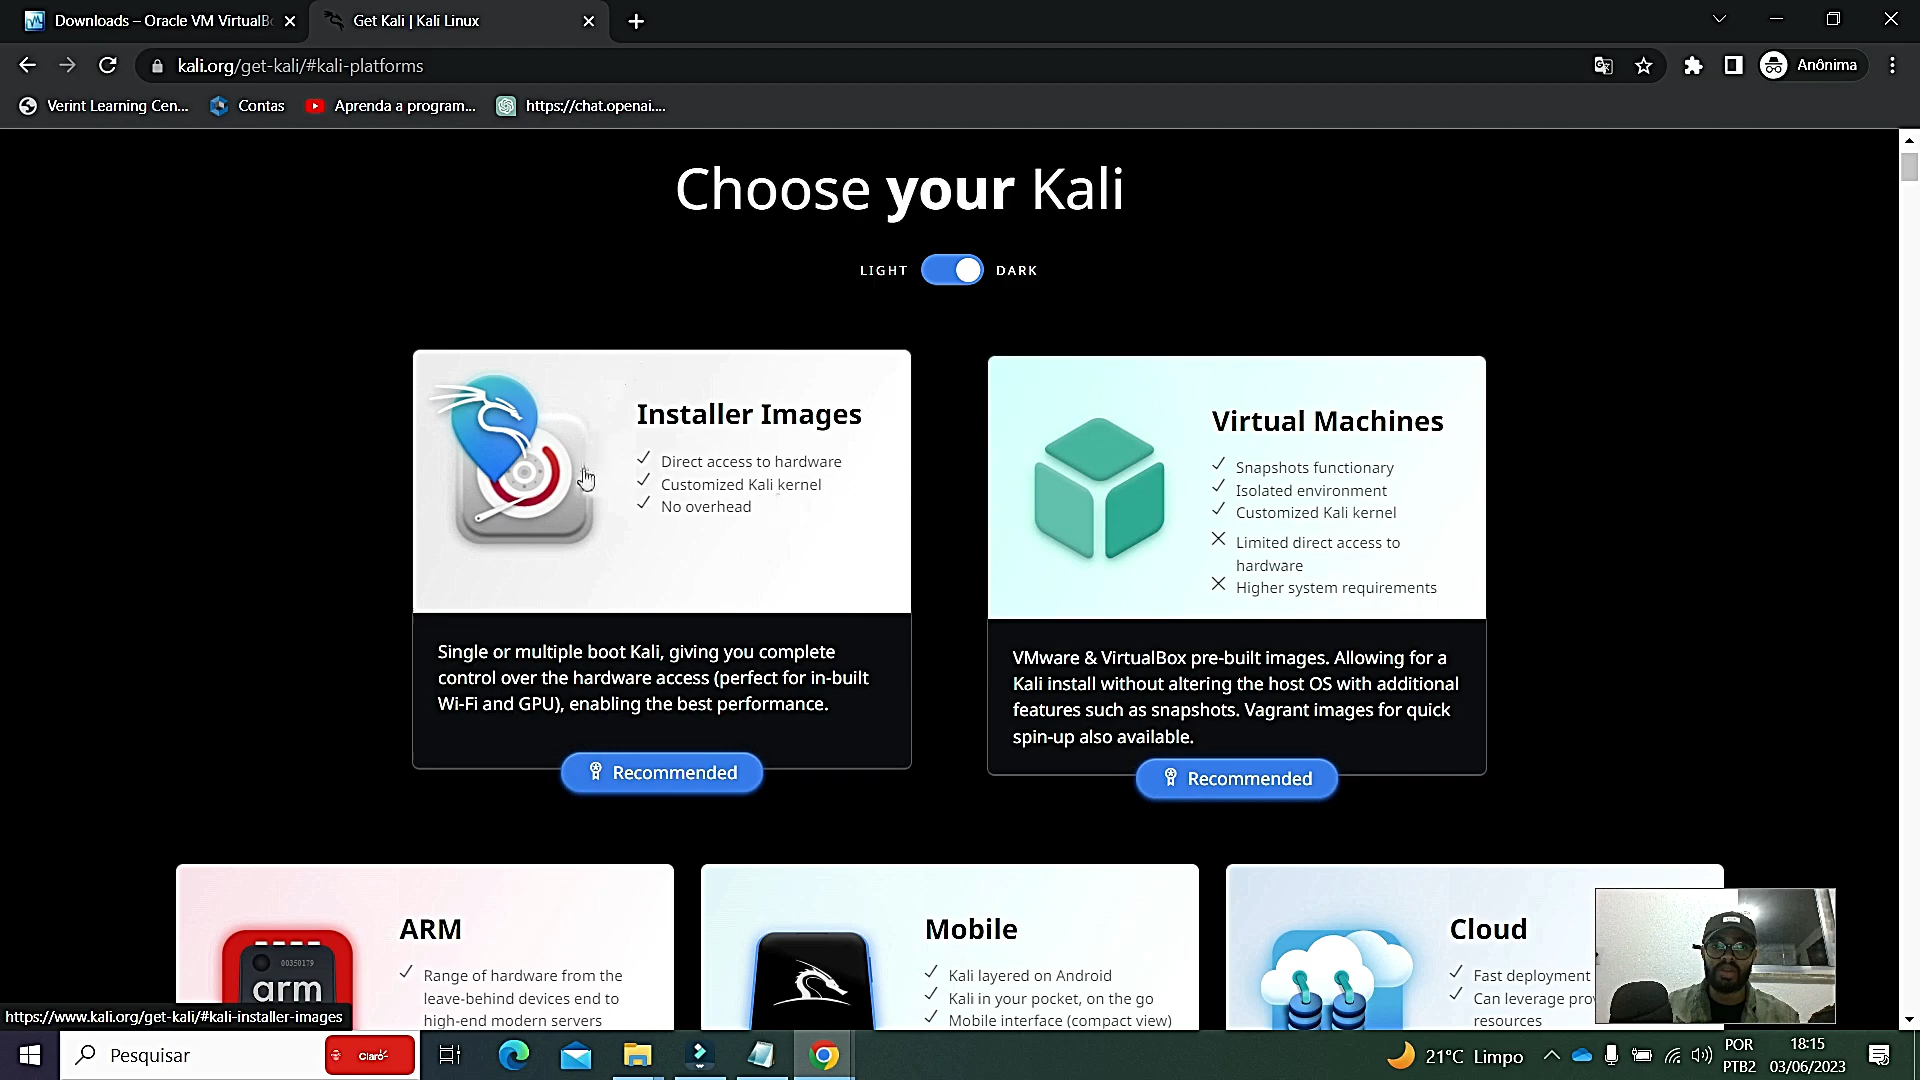 Downloads – Oracle VM VirtualBo
Get Kali | Kali Linux
kali.org/get-kali/#kali-platforms
Anônima
Verint Learning Cen...
Contas
Aprenda a program...
https://chat.openai....
Choose your Kali
LIGHT
DARK
Installer Images
Direct access to hardware
Customized Kali kernel
No overhead
Single or multiple boot Kali, giving you complete
control over the hardware access (perfect for in-built
Wi-Fi and GPU), enabling the best performance.
Recommended
Virtual Machines
Snapshots functionary
Isolated environment
Customized Kali kernel
Limited direct access to
hardware
Higher system requirements
VMware & VirtualBox pre-built images. Allowing for a
Kali install without altering the host OS with additional
features such as snapshots. Vagrant images for quick
spin-up also available.
Recommended
00350179
arm
ARM
Range of hardware from the
leave-behind devices end to
high-end modern servers
Mobile
Kali layered on Android
Kali in your pocket, on the go
Mobile interface (compact view)
Cloud
Fast deployment
Can leverage pro
resources
https://www.kali.org/get-kali/#kali-installer-images
Pesquisar
Claro
21°C Limpo
POR
PTB2
18:15
03/06/2023